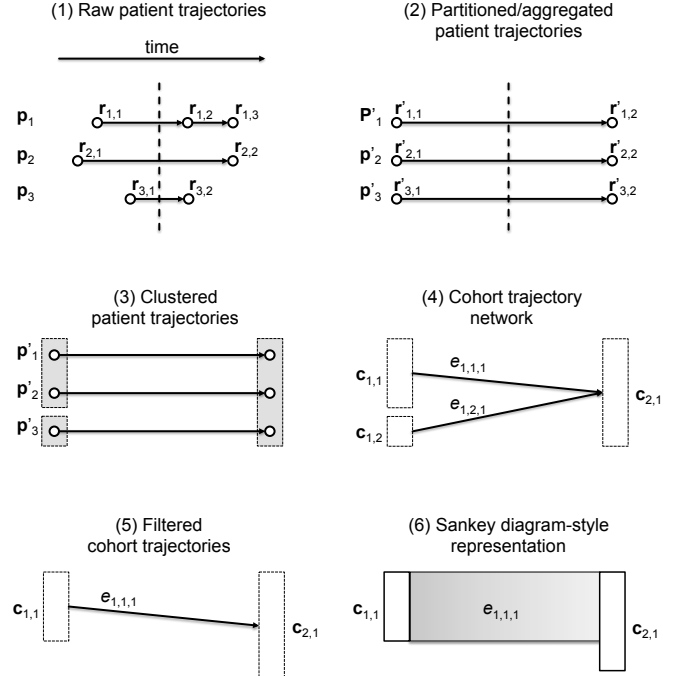 (1) Raw patient trajectories
time
p1
r1,1
r1,2
r1,3
p2
r2,1
r2,2
p3
r3,1
r3,2
(2) Partitioned/aggregated
patient trajectories
P'1
r'1,1
r'1,2
p'2
r'2,1
r'2,2
p'3
r'3,1
r'3,2
(3) Clustered
patient trajectories
p'1
p'2
p'3
(4) Cohort trajectory
network
c1,1
e1,1,1
e1,2,1
c1,2
c2,1
(5) Filtered
cohort trajectories
c1,1
e1,1,1
c2,1
(6) Sankey diagram-style
representation
c1,1
e1,1,1
c2,1